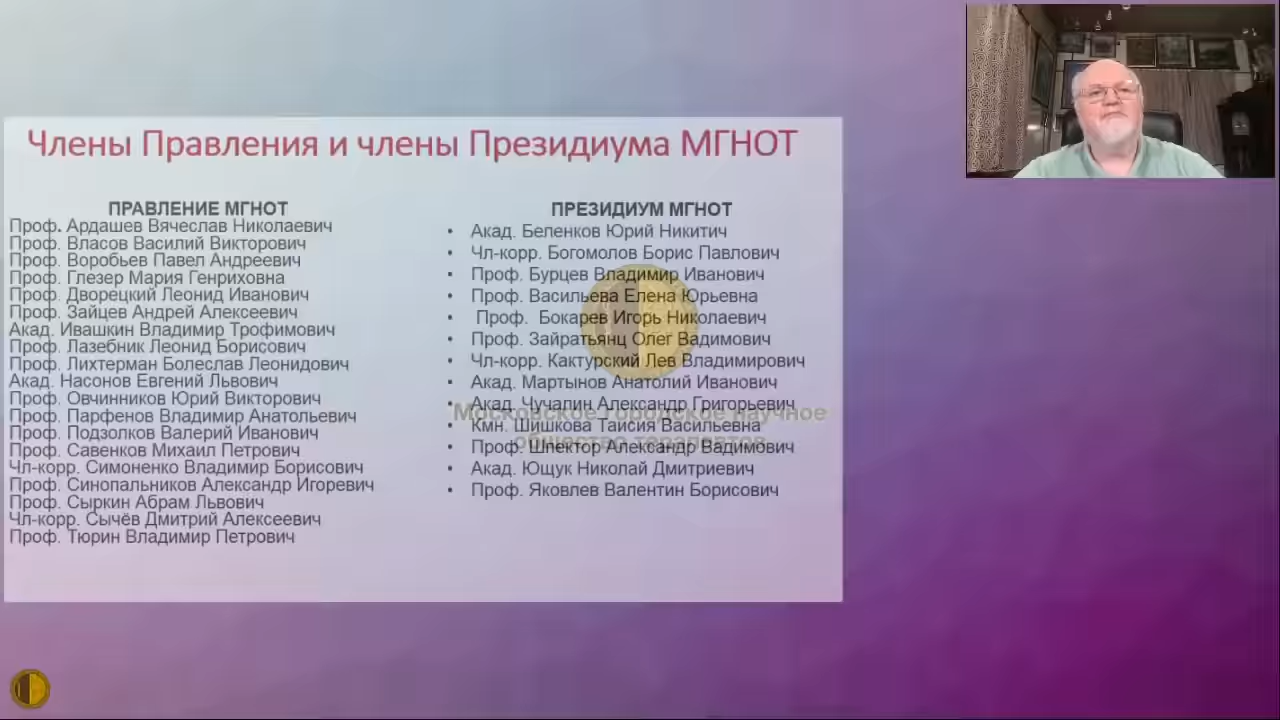 Члены Правления и члены Президиума МГНОТ
ПРАВЛЕНИЕ МГНОТ
Проф. Ардашев Вячеслав Николаевич
Проф. Власов Василий Викторович
Проф. Воробьев Павел Андреевич
Проф. Глезер Мария Генриховна
Проф. Дворецкий Леонид Иванович
Проф. Зайцев Андрей Алексеевич
Акад. Ивашкин Владимир Трофимович
Проф. Лазебник Леонид Борисович
Проф. Лихтерман Болеслав Леонидович
Акад. Насонов Евгений Львович
Проф. Овчинников Юрий Викторович
Проф. Парфенов Владимир Анатольевич
Проф. Подзолков Валерий Иванович
Проф. Савенков Михаил Петрович
Чл-корр. Симоненко Владимир Борисович
Проф. Синопальников Александр Игоревич
Проф. Сыркин Абрам Львович
Чл-корр. Сычёв Дмитрий Алексеевич
Проф. Тюрин Владимир Петрович
ПРЕЗИДИУМ МГНОТ
• Акад. Беленков Юрий Никитич
• Чл-корр. Богомолов Борис Павлович
• Проф. Бурцев Владимир Иванович
• Проф. Васильева Елена Юрьевна
• Проф. Бокарев Игорь Николаевич
• Проф. Зайратьянц Олег Вадимович
• Чл-корр. Кактурский Лев Владимирович
• Акад. Мартынов Анатолий Иванович
• Акад. Чучалин Александр Григорьевич
• Кмн. Шишкова Таисия Васильевна
• Проф. Шпектор Александр Вадимович
• Акад. Ющук Николай Дмитриевич
• Проф. Яковлев Валентин Борисович
Московское городское научное
общество терапевтов